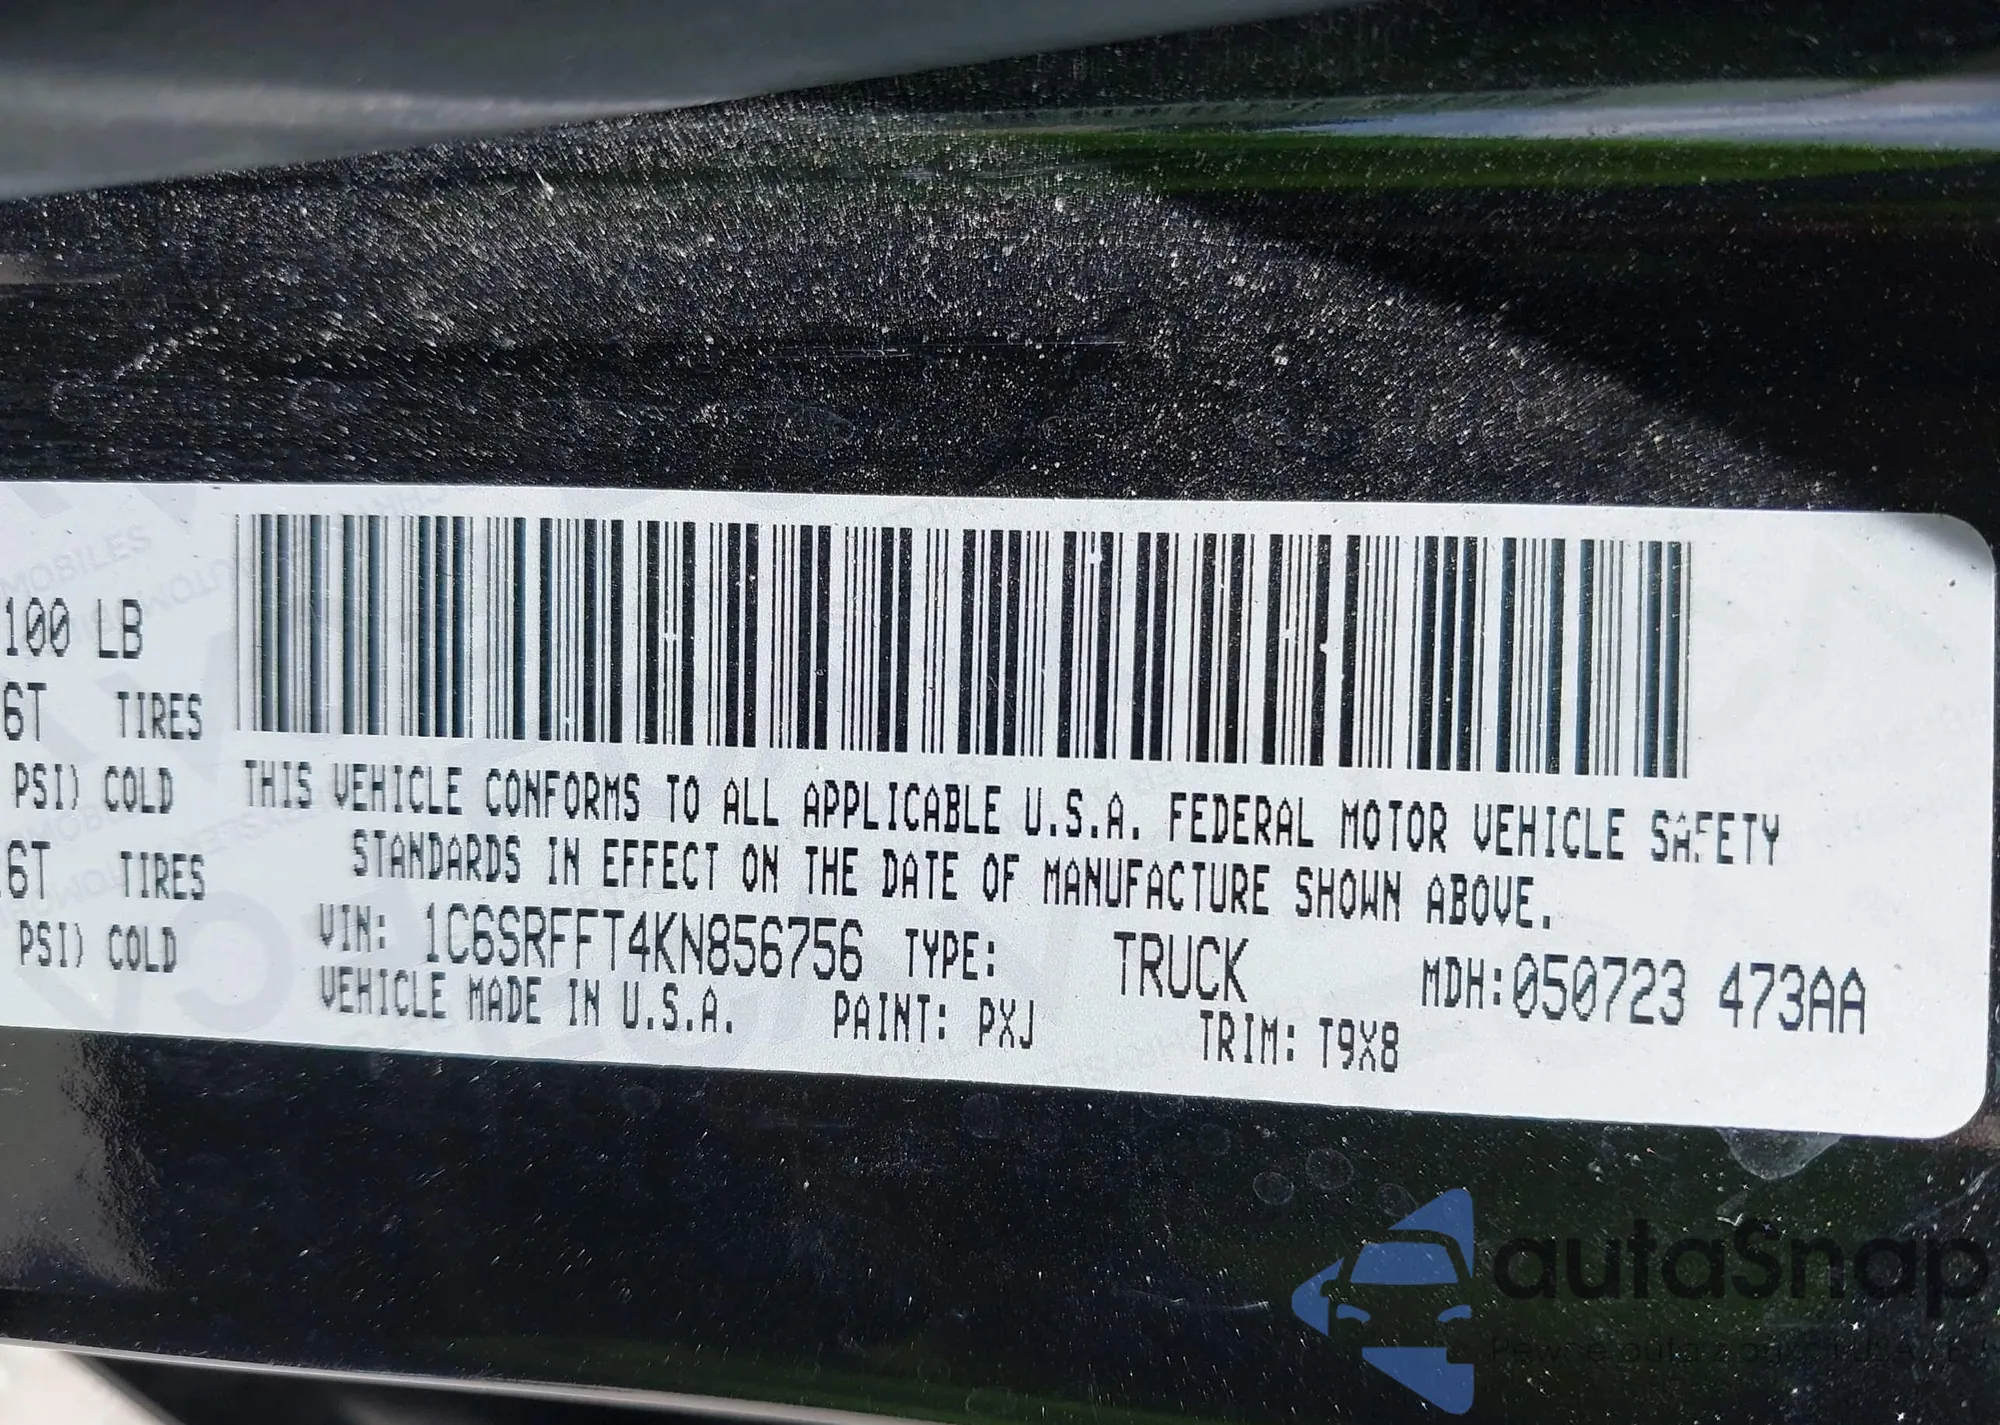 100 LB
6T TIRES
PSI) COLD
6T TIRES
PSI) COLD
THIS VEHICLE CONFORMS TO ALL APPLICABLE U.S.A. FEDERAL MOTOR VEHICLE SAFETY
STANDARDS IN EFFECT ON THE DATE OF MANUFACTURE SHOWN ABOVE.
VIN: 1C6SRFFT4KN856756 TYPE: TRUCK MDH:050723 473AA
VEHICLE MADE IN U.S.A. PAINT: PXJ TRIM: T9X8
autaSnap